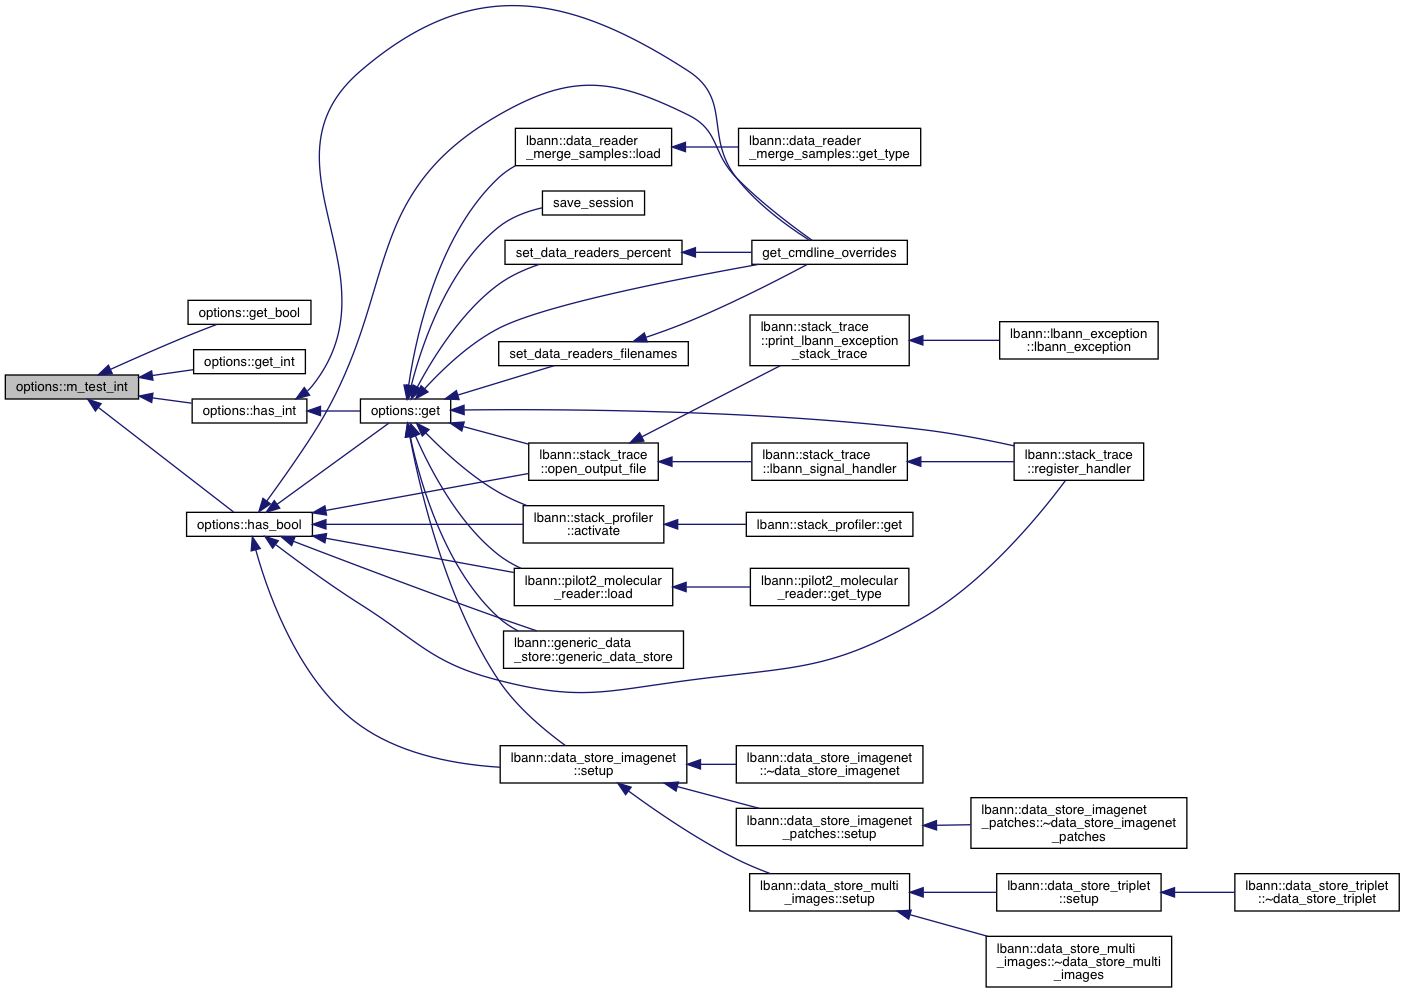 lbann::data_reader
_merge_samples::load
lbann::data_reader
_merge_samples::get_type
save_session
set_data_readers_percent
get_cmdline_overrides
options::get_bool
lbann::stack_trace
::print_lbann_exception
_stack_trace
lbann::lbann_exception
::lbann_exception
options::get_int
set_data_readers_filenames
options::m_test_int
options::has_int
options::get
lbann::stack_trace
::open_output_file
lbann::stack_trace
::lbann_signal_handler
lbann::stack_trace
::register_handler
options::has_bool
lbann::stack_profiler
::activate
lbann::stack_profiler::get
lbann::pilot2_molecular
_reader::load
lbann::pilot2_molecular
_reader::get_type
lbann::generic_data
_store::generic_data_store
lbann::data_store_imagenet
::setup
lbann::data_store_imagenet
::~data_store_imagenet
lbann::data_store_imagenet
_patches::setup
lbann::data_store_imagenet
_patches::~data_store_imagenet
_patches
lbann::data_store_multi
_images::setup
lbann::data_store_triplet
::setup
lbann::data_store_triplet
::~data_store_triplet
lbann::data_store_multi
_images::~data_store_multi
_images